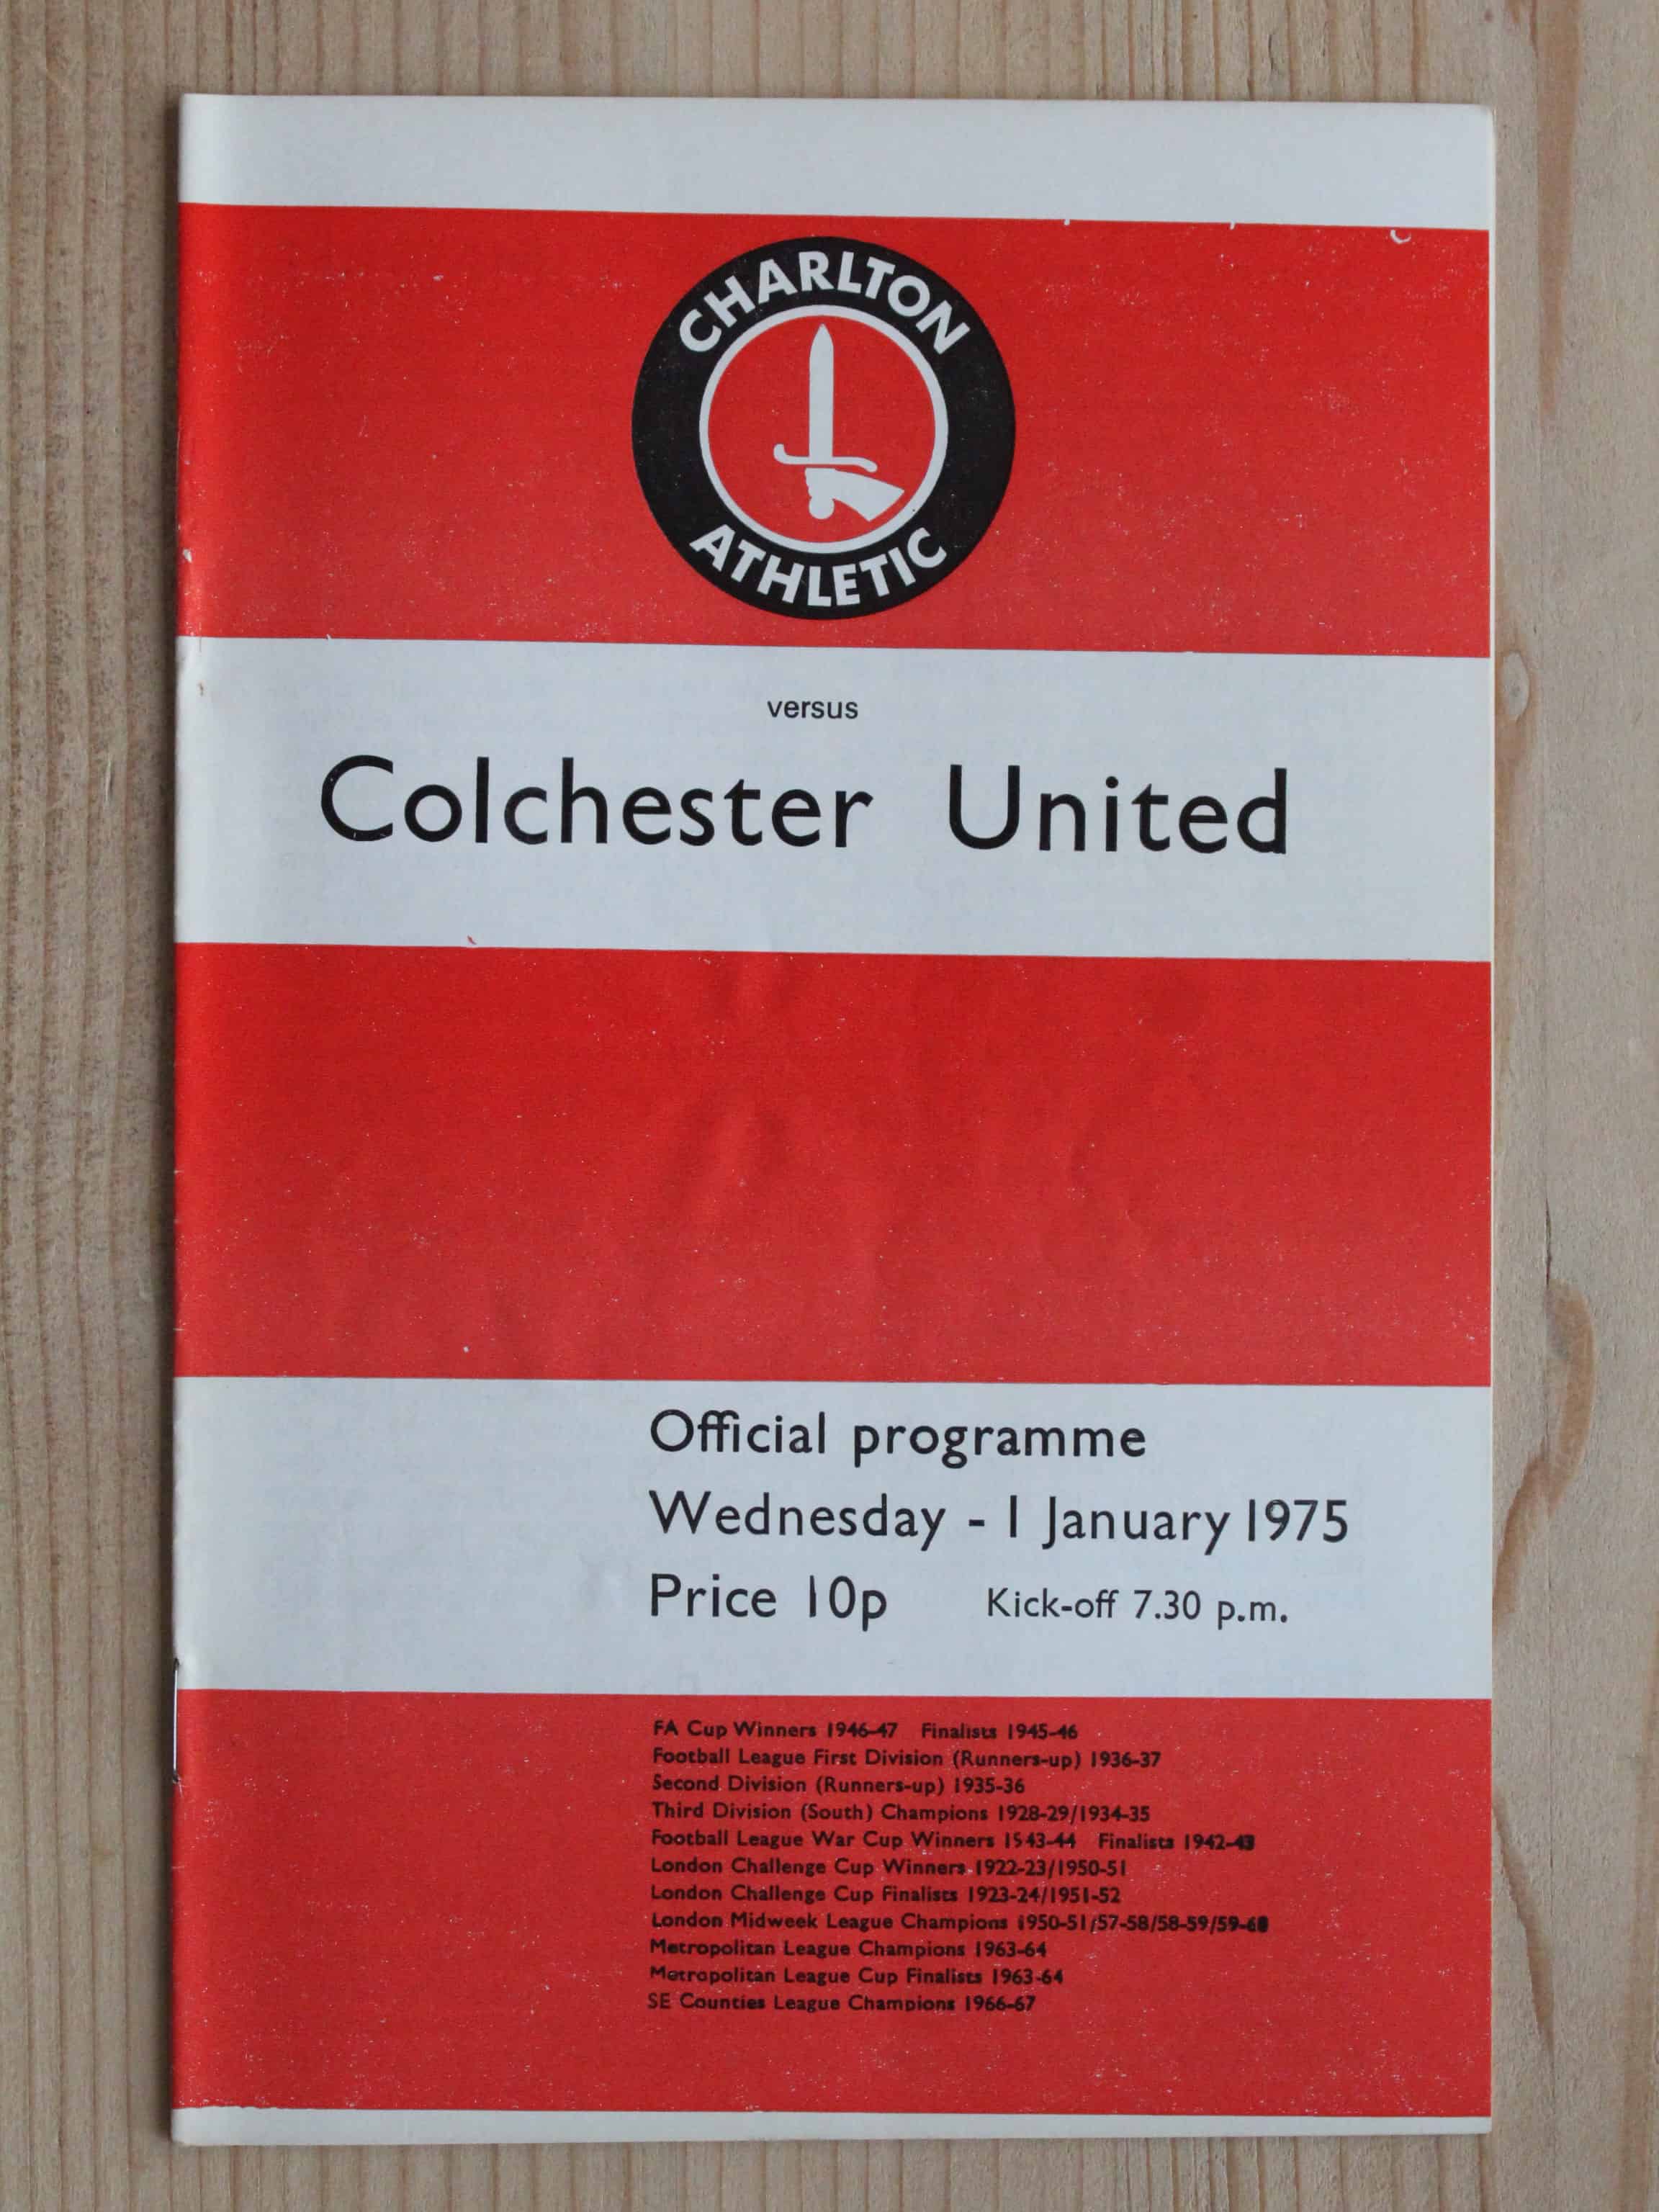 CHARLTON
ATHLETIC
versus
Colchester United
Official programme
Wednesday - 1 January 1975
Price 10p Kick-off 7.30 p.m.
FA Cup Winners 1946-47 Finalists 1945-46
Football League First Division (Runners-up) 1936-37
Second Division (Runners-up) 1935-36
Third Division (South) Champions 1928-29/1934-35
Football League War Cup Winners 1943-44 Finalists 1942-43
London Challenge Cup Winners 1922-23/1950-51
London Challenge Cup Finalists 1923-24/1951-52
London Midweek League Champions 1950-51/57-58/58-59/59-60
Metropolitan League Champions 1963-64
Metropolitan League Cup Finalists 1963-64
SE Counties League Champions 1966-67